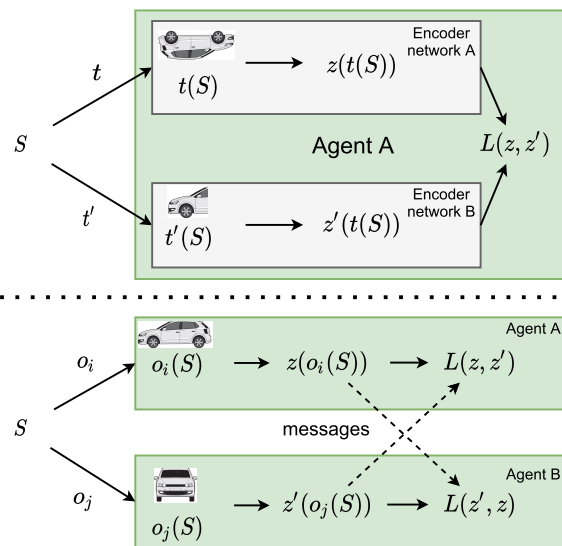 Encoder
network A
t
t(S)
z(t(S))
S
Agent A
L(z, z′)
Encoder
network B
t′
t′(S)
z′(t(S))
Agent A
o_i
o_i(S)
z(o_i(S))
L(z, z′)
S
messages
Agent B
o_j
o_j(S)
z′(o_j(S))
L(z′, z)